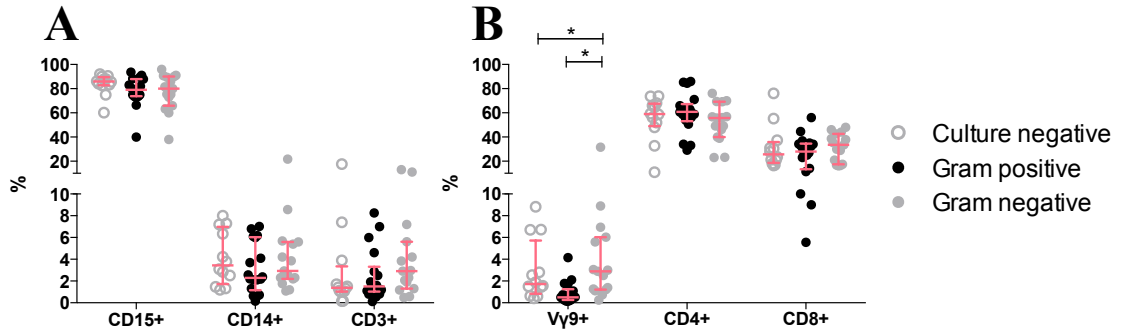 A
%
100
80
60
40
20
10
8
6
4
2
0
CD15+
CD14+
CD3+
B
*
*
%
100
80
60
40
20
10
8
6
4
2
0
Vγ9+
CD4+
CD8+
Culture negative
Gram positive
Gram negative